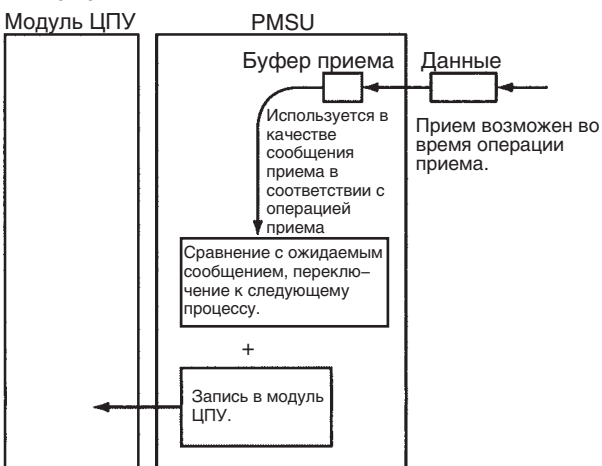 Модуль ЦПУ
PMSU
Буфер приема
Данные
Используется в
качестве
сообщения
приема в
соответствии с
операцией
приема
Прием возможен во
время операции
приема.
Сравнение с ожидаемым
сообщением, переклю–
чение к следующему
процессу.
+
Запись в модуль
ЦПУ.